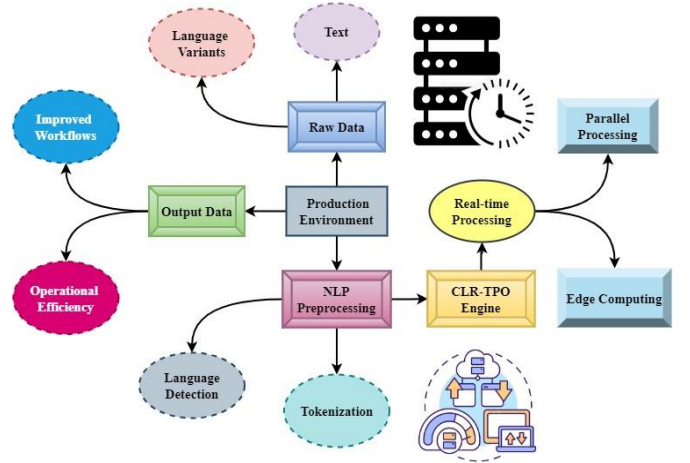 Language
Variants
Text
Improved
Workflows
Raw Data
Parallel
Processing
Output Data
Production
Environment
Real-time
Processing
Operational
Efficiency
NLP
Preprocessing
CLR-TPO
Engine
Edge Computing
Language
Detection
Tokenization